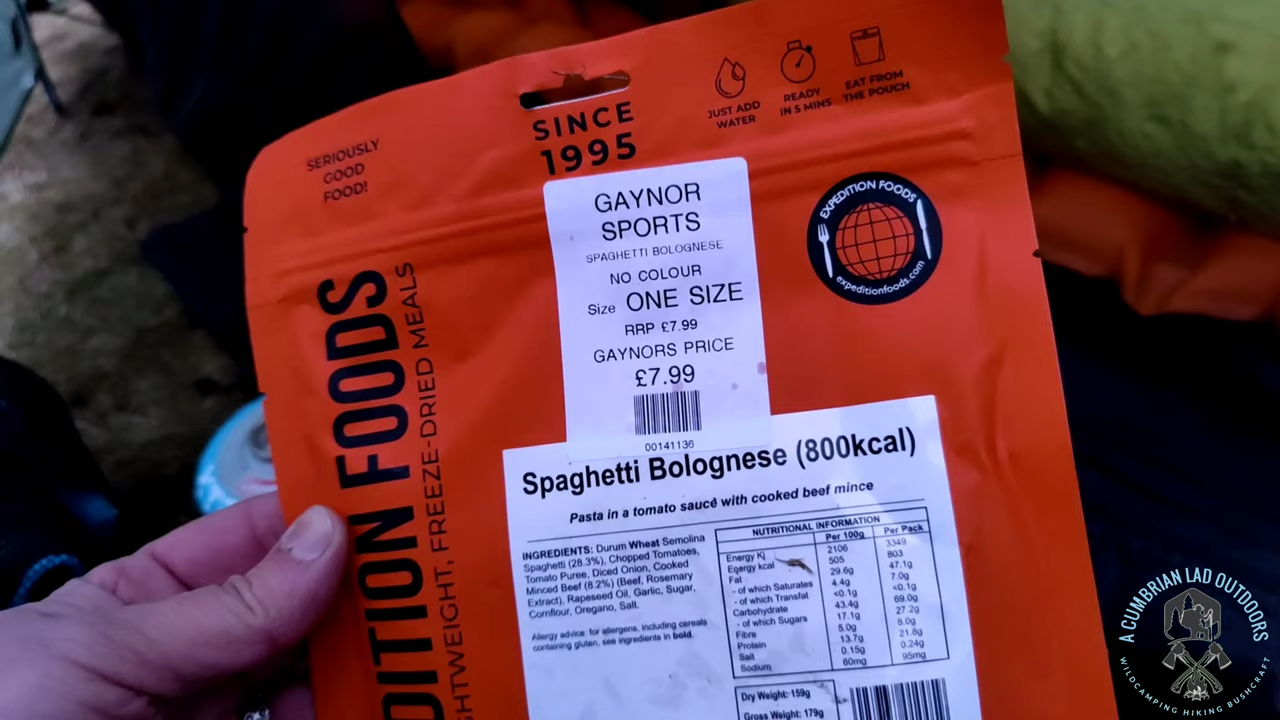 SERIOUSLY
GOOD
FOOD!
SINCE
1995
JUST ADD
WATER
READY
IN 5 MINS
EAT FROM
THE POUCH
EXPEDITION FOODS
expeditionfoods.com
DITION FOODS
HTWEIGHT, FREEZE-DRIED MEALS
GAYNOR
SPORTS
SPAGHETTI BOLOGNESE
NO COLOUR
Size ONE SIZE
RRP £7.99
GAYNORS PRICE
£7.99
00141136
Spaghetti Bolognese (800kcal)
Pasta in a tomato sauce with cooked beef mince
INGREDIENTS: Durum Wheat Semolina
Spaghetti (28.3%), Chopped Tomatoes,
Tomato Puree, Diced Onion, Cooked
Minced Beef (8.2%) (Beef, Rosemary
Extract), Rapeseed Oil, Garlic, Sugar,
Cornflour, Oregano, Salt.
Allergy advice: for allergens, including cereals
containing gluten, see ingredients in bold.
NUTRITIONAL INFORMATION
Per 100g Per Pack
Energy Kj 2106 3349
Energy kcal 505 803
Fat 29.6g 47.1g
- of which Saturates 4.4g 7.0g
- of which Transfat <0.1g <0.1g
Carbohydrate 43.4g 69.0g
- of which Sugars 17.1g 27.2g
Fibre 5.0g 8.0g
Protein 13.7g 21.8g
Salt 0.15g 0.24g
Sodium 60mg 95mg
Dry Weight: 159g
Gross Weight: 179g
A CUMBRIAN LAD OUTDOORS
WILDCAMPING HIKING BUSHCRAFT